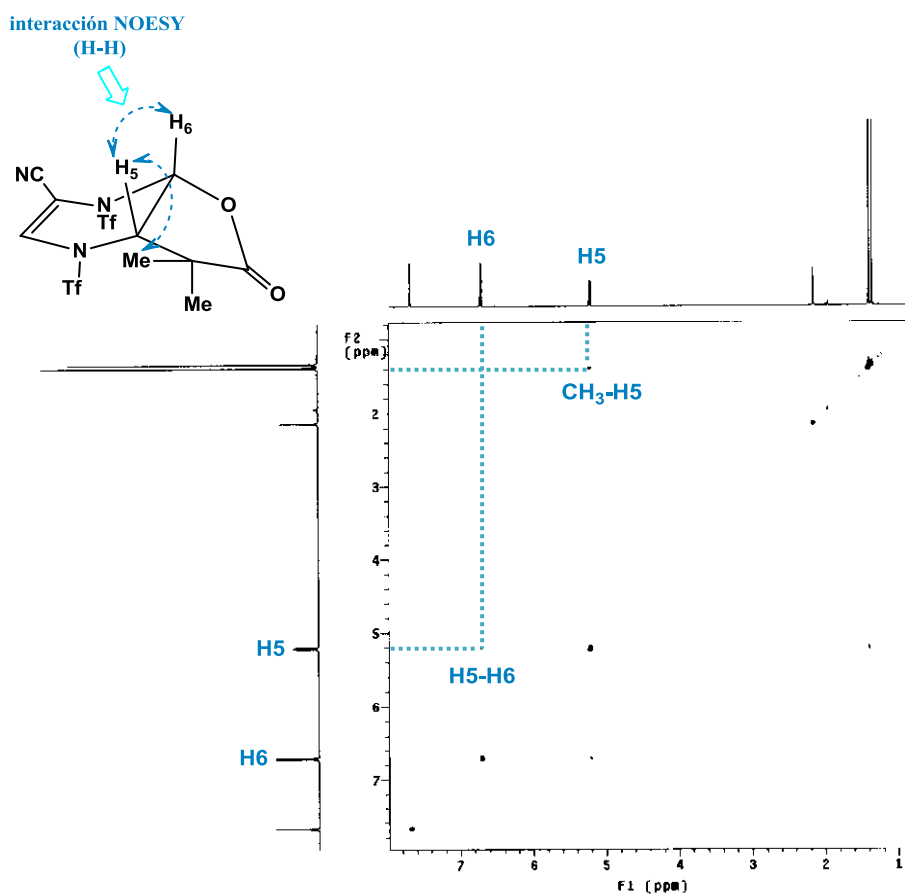 interacción NOESY
(H-H)
H6
H5
NC
N
Tf
O
N
Tf
Me
Me
O
H6
H5
F2
(ppm)
CH3-H5
2
3
4
5
6
7
H5
H5-H6
H6
7 6 5 4 3 2 1
F1 (ppm)